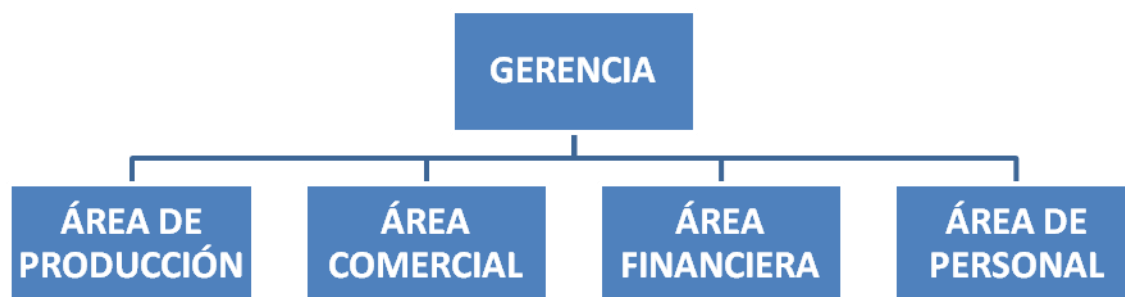 GERENCIA
ÁREA DE
PRODUCCIÓN
ÁREA
COMERCIAL
ÁREA
FINANCIERA
ÁREA DE
PERSONAL